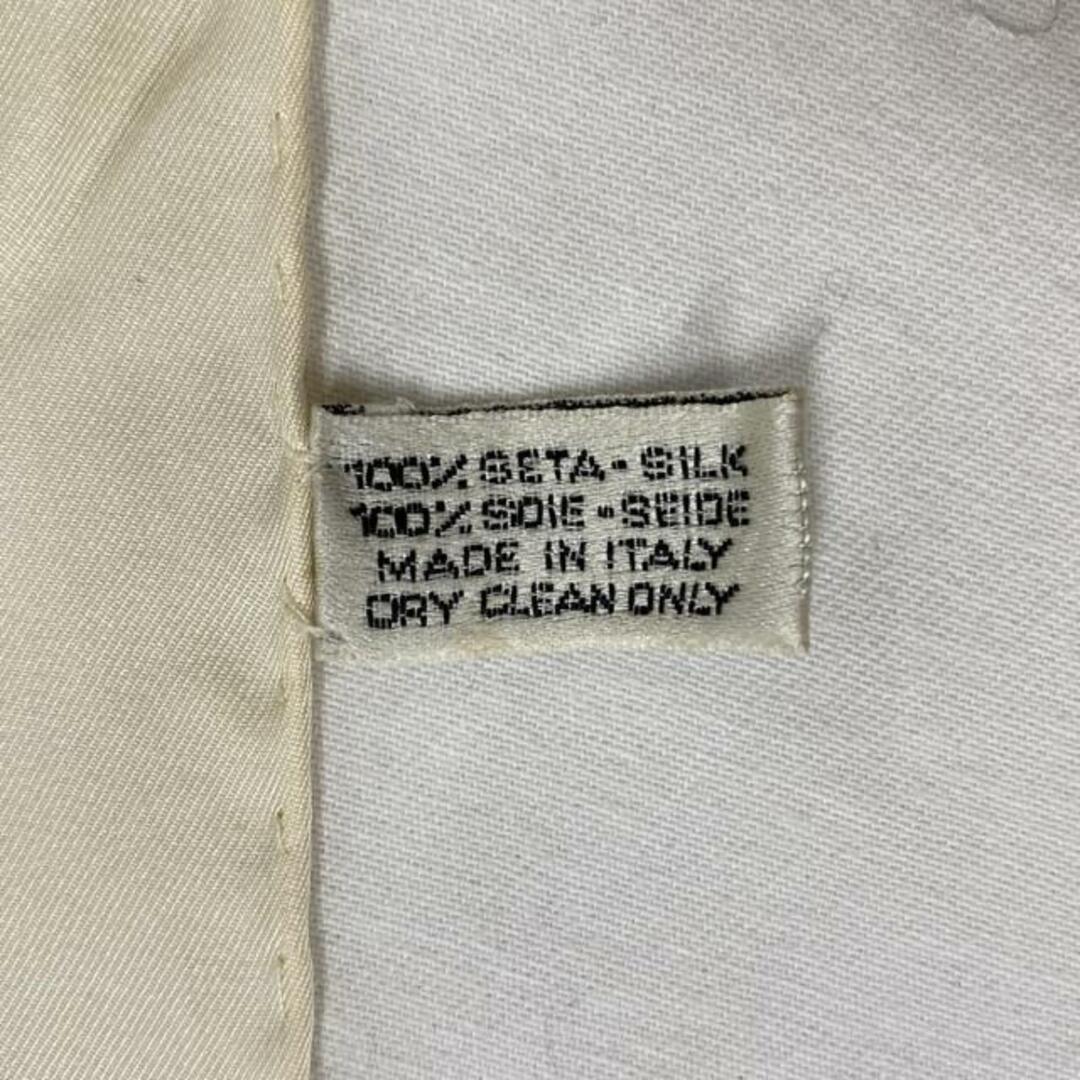 100% SETA - SILK
100% SOIE - SEIDE
MADE IN ITALY
DRY CLEAN ONLY